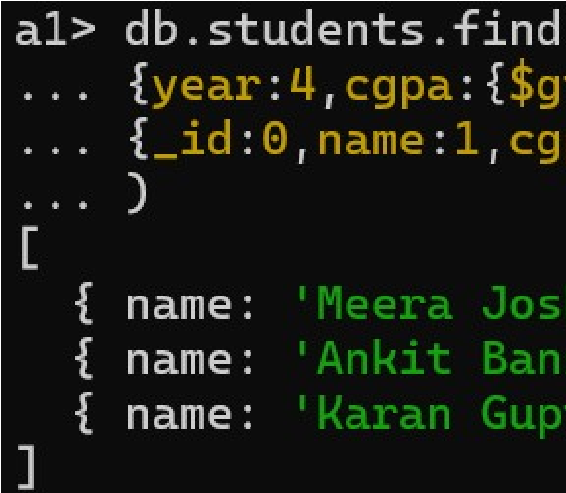 a1> db.students.find
... {year:4,cgpa:{$g
... {_id:0,name:1,cg
... )
[
  { name: 'Meera Jos
  { name: 'Ankit Ban
  { name: 'Karan Gup
]